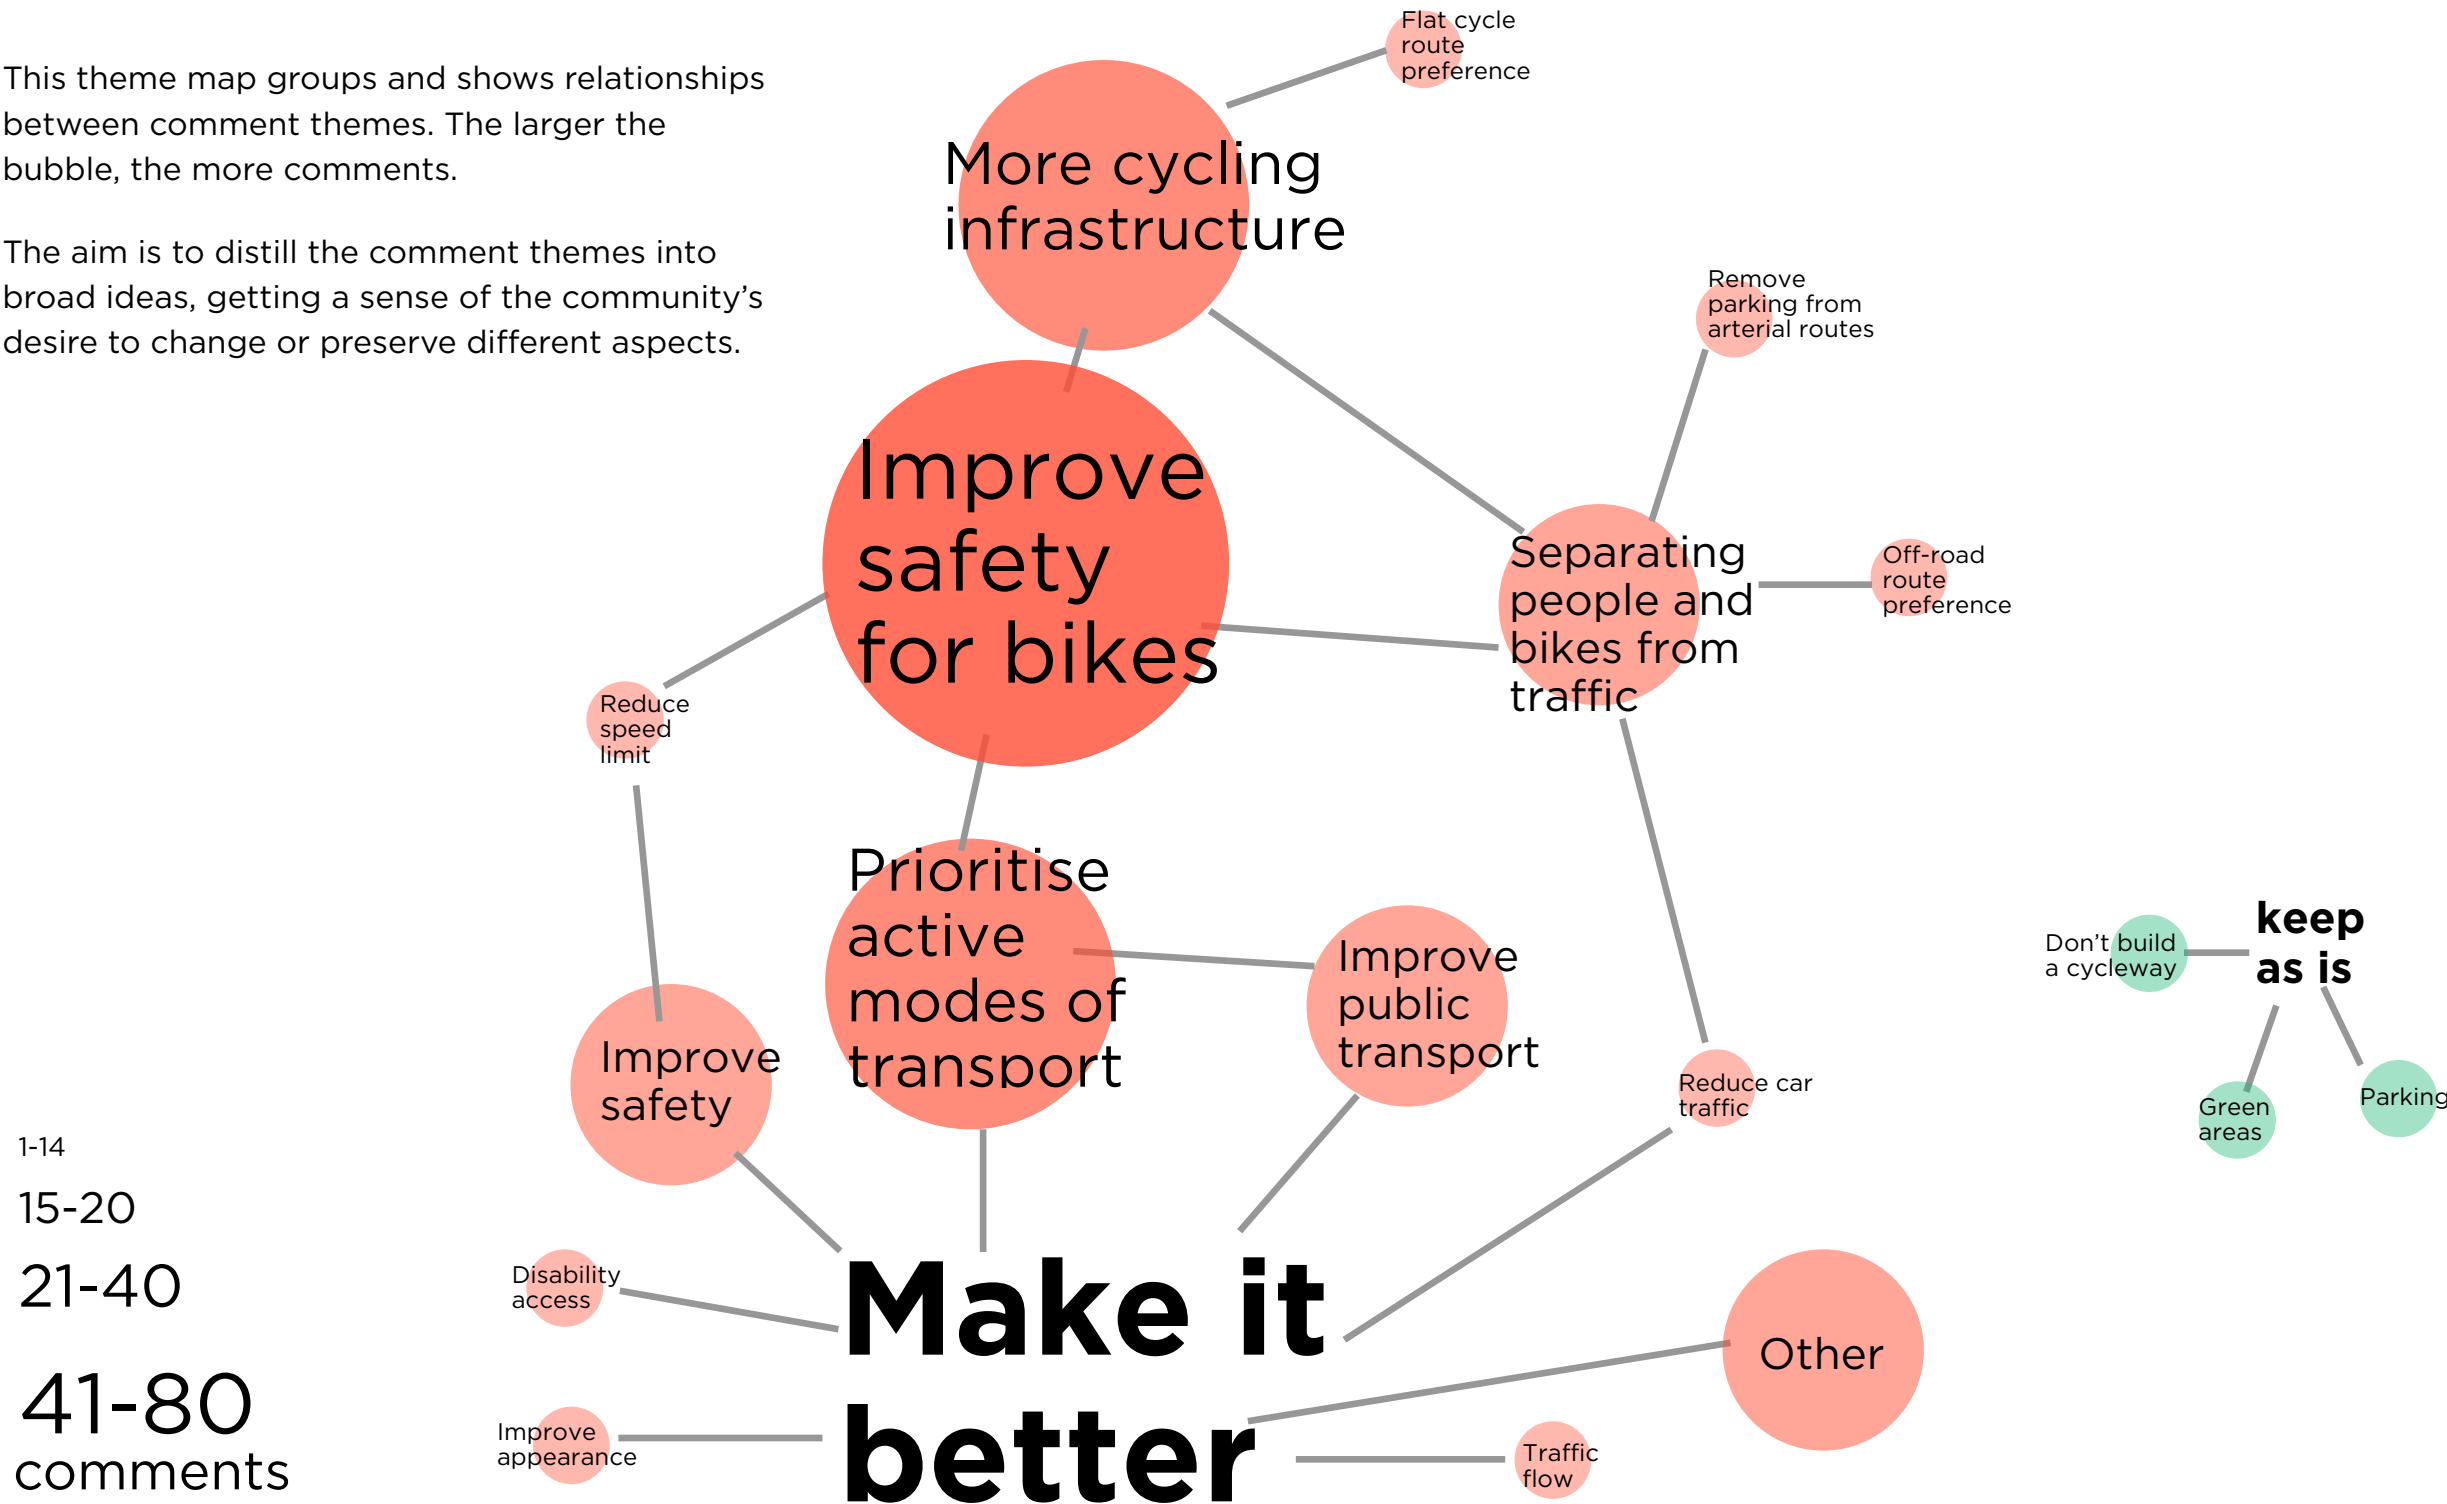 This theme map groups and shows relationships
between comment themes. The larger the
bubble, the more comments.
The aim is to distill the comment themes into
broad ideas, getting a sense of the community’s
desire to change or preserve different aspects.
Flat cycle
route
preference
More cycling
infrastructure
Remove
parking from
arterial routes
Improve
safety
for bikes
Separating
people and
bikes from
traffic
Off-road
route
preference
Reduce
speed
limit
Prioritise
active
modes of
transport
Improve
public
transport
Improve
safety
Reduce car
traffic
keep
as is
Don’t build
a cycleway
Green
areas
Parking
1-14
15-20
21-40
41-80
comments
Disability
access
Make it
better
Other
Improve
appearance
Traffic
flow